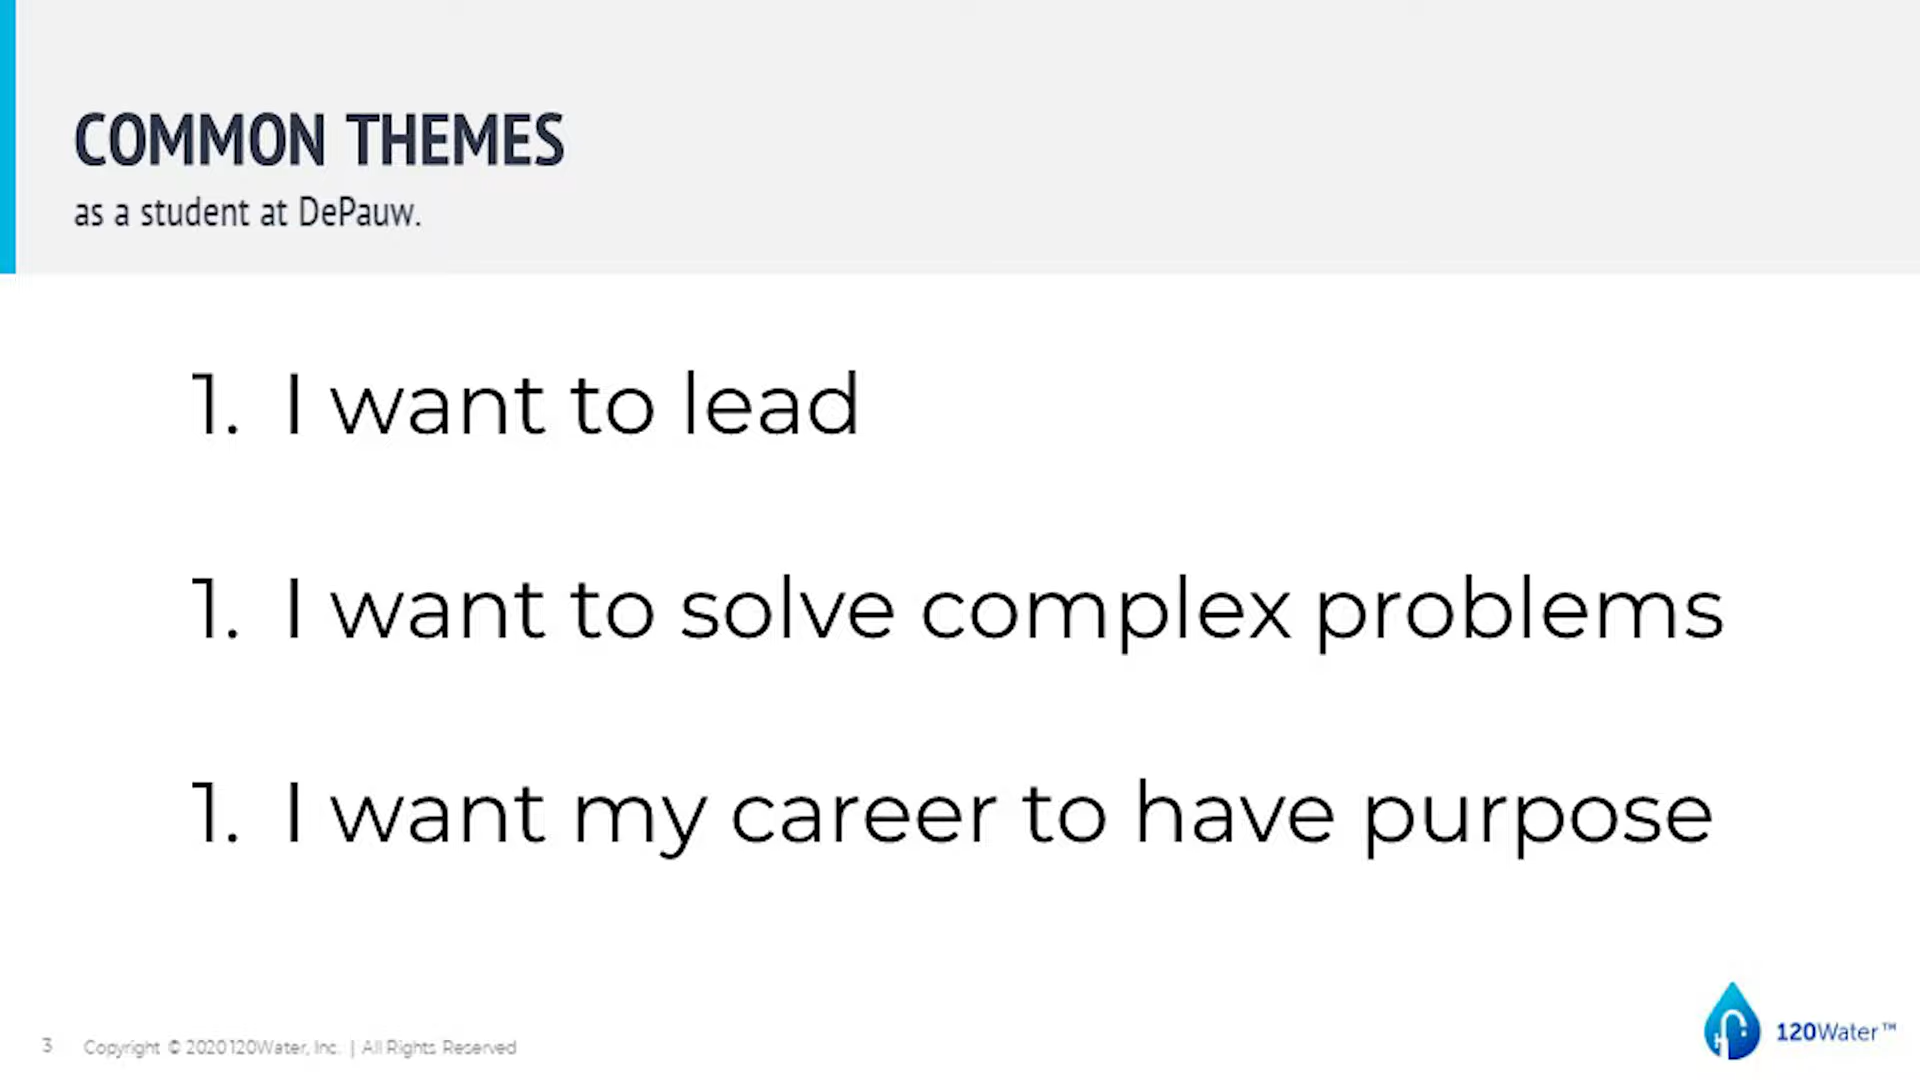 COMMON THEMES
as a student at DePauw.
1. I want to lead
1. I want to solve complex problems
1. I want my career to have purpose
3 Copyright © 2020 120Water, Inc. | All Rights Reserved
120Water™